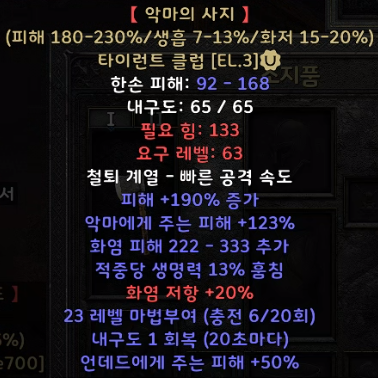 【 악마의 사지 】
(피해 180-230%/생흡 7-13%/화저 15-20%)
타이런트 클럽 [EL.3]
한손 피해: 92 - 168
소지품
내구도: 65 / 65
필요 힘: 133
요구 레벨: 63
철퇴 계열 - 빠른 공격 속도
서
피해 +190% 증가
악마에게 주는 피해 +123%
화염 피해 222 - 333 추가
적중당 생명력 13% 훔침
화염 저항 +20%
】
23 레벨 마법부여 (충전 6/20회)
내구도 1 회복 (20초마다)
5%)
언데드에게 주는 피해 +50%
700]